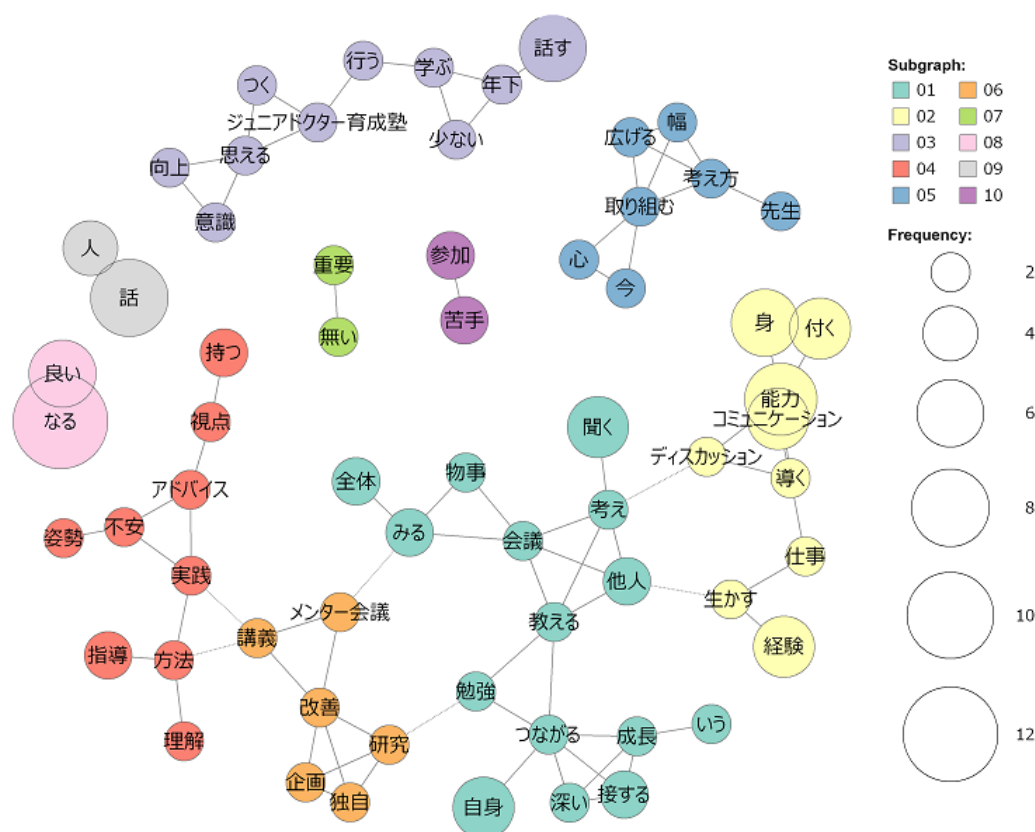 話す
行う
学ぶ
年下
つく
ジュニアドクター育成塾
少ない
思える
向上
意識
幅
広げる
考え方
取り組む
先生
心
今
人
話
重要
無い
参加
苦手
良い
なる
持つ
視点
アドバイス
不安
姿勢
実践
指導
方法
理解
全体
物事
みる
聞く
考え
会議
他人
教える
勉強
つながる
成長
いう
自身
深い
接する
メンター会議
講義
改善
研究
企画
独自
身
付く
能力
コミュニケーション
ディスカッション
導く
仕事
生かす
経験
Subgraph:
01 06
02 07
03 08
04 09
05 10
Frequency:
2
4
6
8
10
12